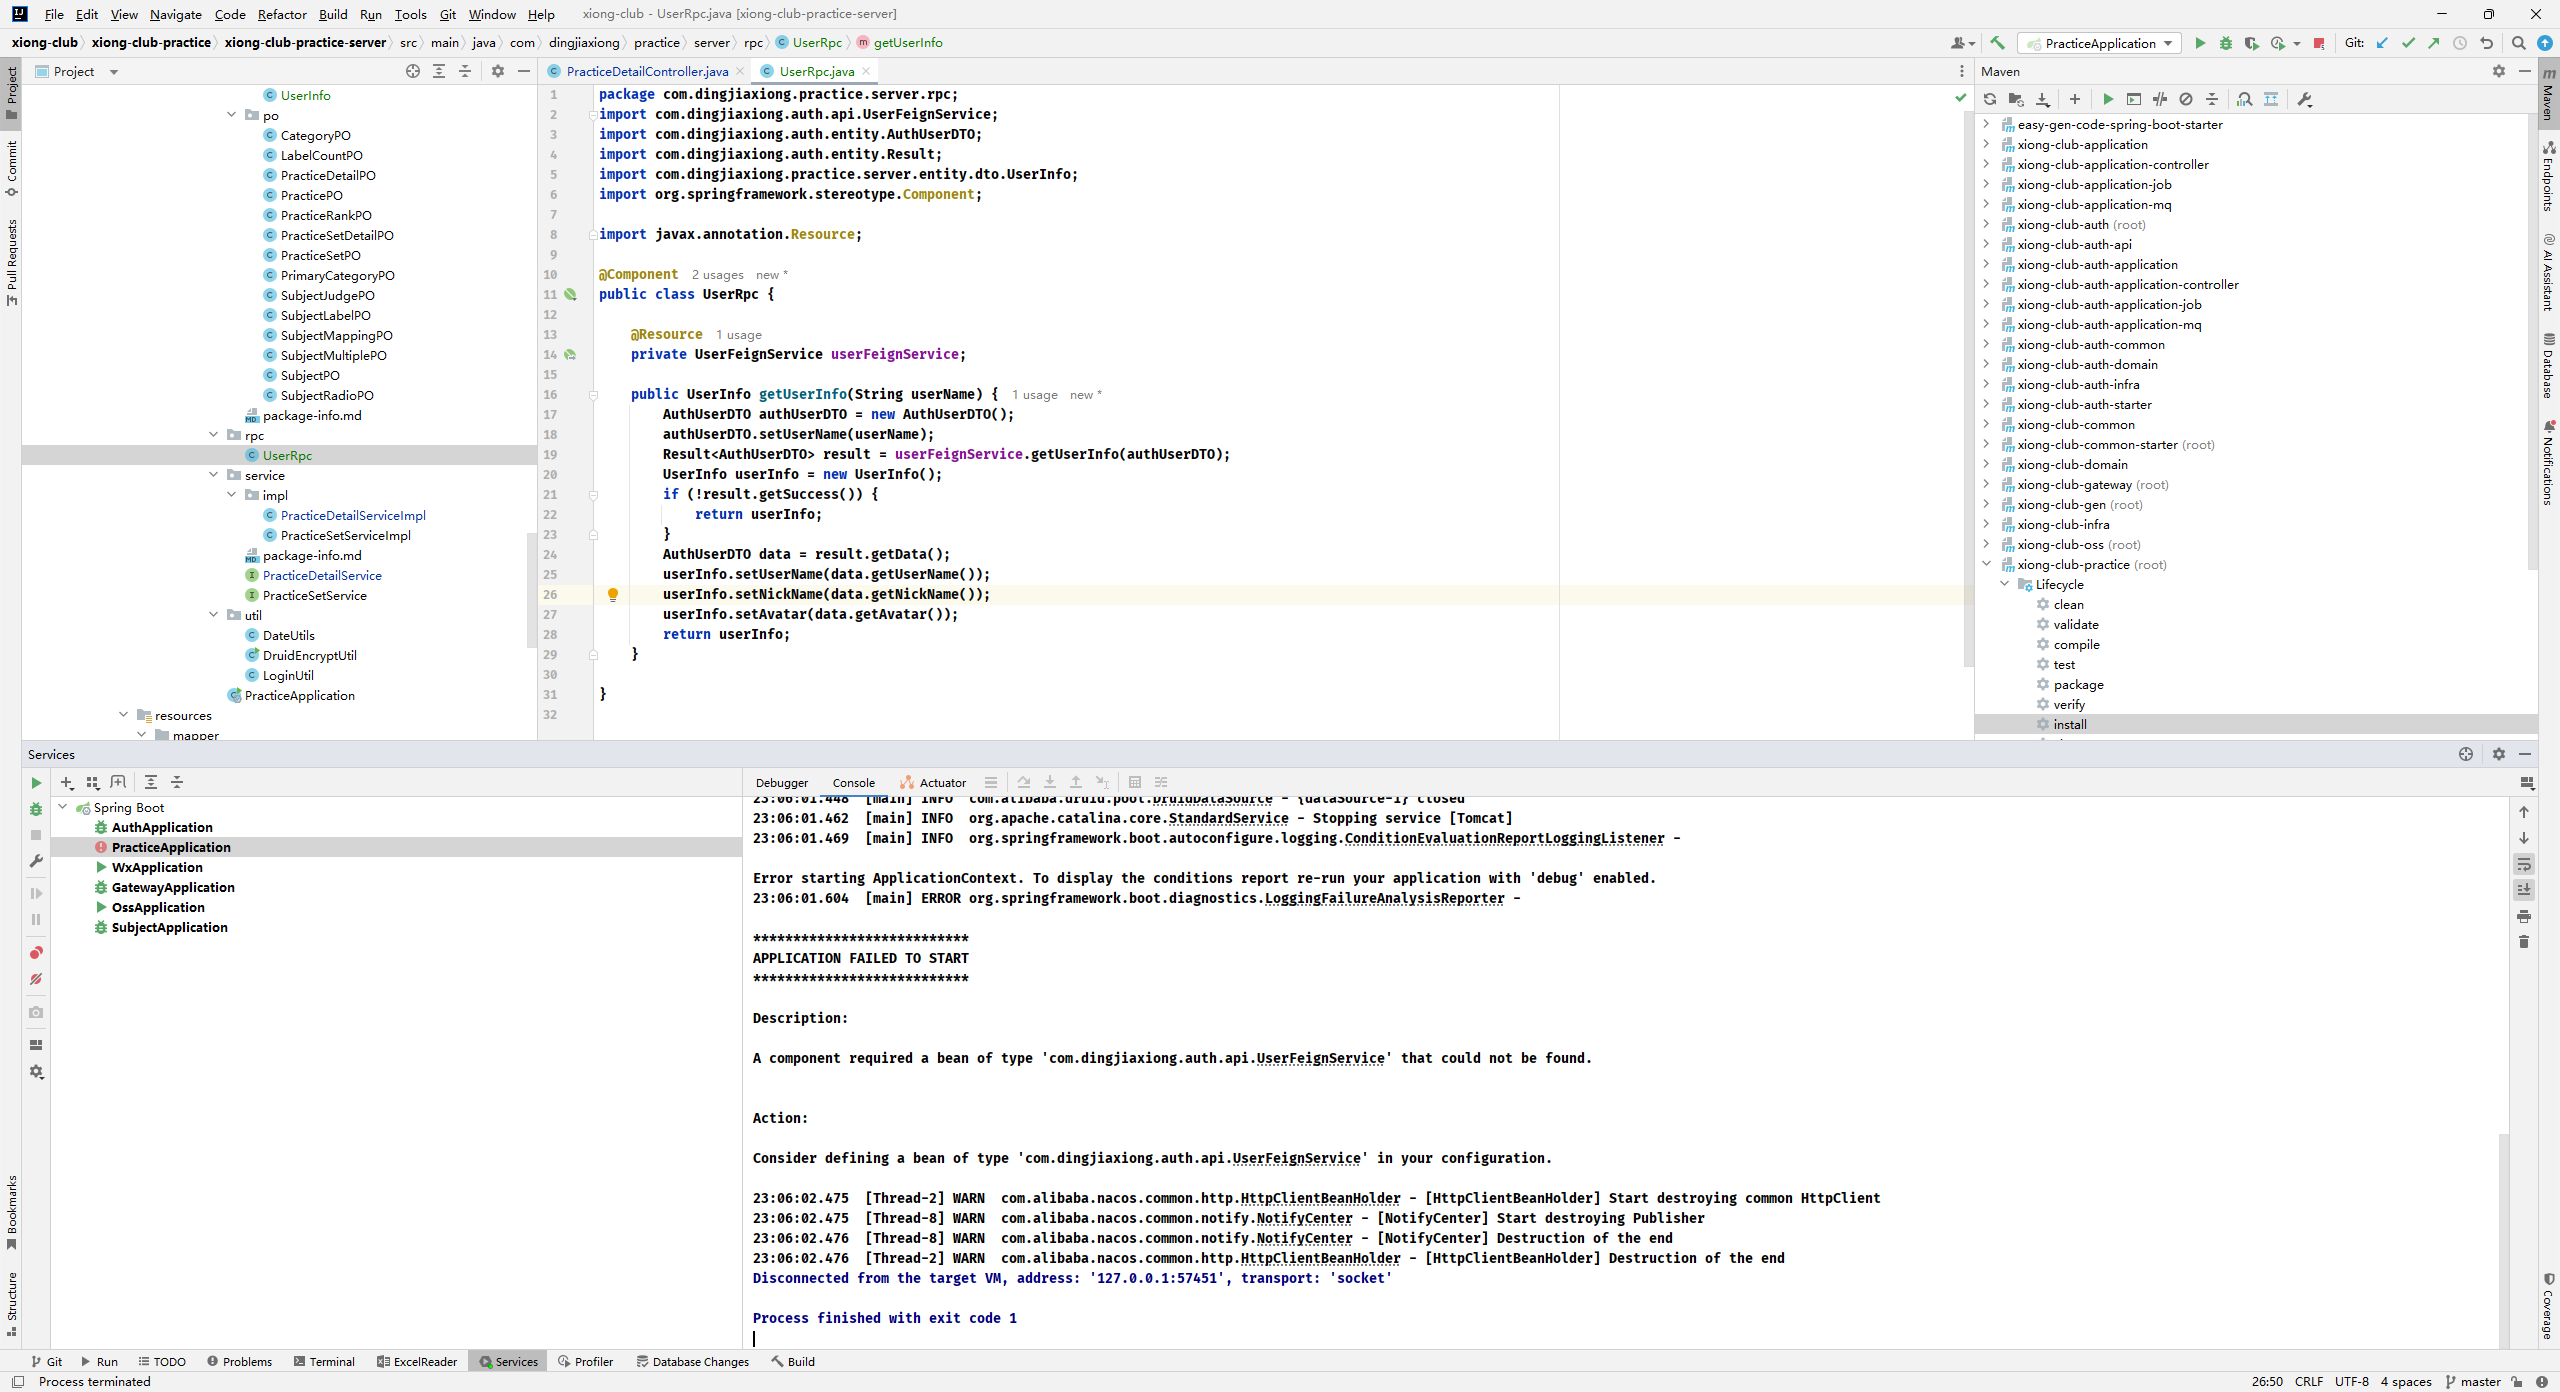 File Edit View Navigate Code Refactor Build Run Tools Git Window Help xiong-club - UserRpc.java [xiong-club-practice-server]
xiong-club xiong-club-practice xiong-club-practice-server src main java com dingjiaxiong practice server rpc UserRpc getUserInfo PracticeApplication Git:
Project
PracticeDetailController.java UserRpc.java
Maven
Project
Commit
Pull Requests
Bookmarks
Structure
UserInfo
po
CategoryPO
LabelCountPO
PracticeDetailPO
PracticePO
PracticeRankPO
PracticeSetDetailPO
PracticeSetPO
PrimaryCategoryPO
SubjectJudgePO
SubjectLabelPO
SubjectMappingPO
SubjectMultiplePO
SubjectPO
SubjectRadioPO
package-info.md
rpc
UserRpc
service
impl
PracticeDetailServiceImpl
PracticeSetServiceImpl
package-info.md
PracticeDetailService
PracticeSetService
util
DateUtils
DruidEncryptUtil
LoginUtil
PracticeApplication
resources
mapper
1 package com.dingjiaxiong.practice.server.rpc;
2 import com.dingjiaxiong.auth.api.UserFeignService;
3 import com.dingjiaxiong.auth.entity.AuthUserDTO;
4 import com.dingjiaxiong.auth.entity.Result;
5 import com.dingjiaxiong.practice.server.entity.dto.UserInfo;
6 import org.springframework.stereotype.Component;
7
8 import javax.annotation.Resource;
9
10 @Component 2 usages new *
11 public class UserRpc {
12
13 @Resource 1 usage
14 private UserFeignService userFeignService;
15
16 public UserInfo getUserInfo(String userName) { 1 usage new *
17 AuthUserDTO authUserDTO = new AuthUserDTO();
18 authUserDTO.setUserName(userName);
19 Result<AuthUserDTO> result = userFeignService.getUserInfo(authUserDTO);
20 UserInfo userInfo = new UserInfo();
21 if (!result.getSuccess()) {
22 return userInfo;
23 }
24 AuthUserDTO data = result.getData();
25 userInfo.setUserName(data.getUserName());
26 userInfo.setNickName(data.getNickName());
27 userInfo.setAvatar(data.getAvatar());
28 return userInfo;
29 }
30
31 }
32
easy-gen-code-spring-boot-starter
xiong-club-application
xiong-club-application-controller
xiong-club-application-job
xiong-club-application-mq
xiong-club-auth (root)
xiong-club-auth-api
xiong-club-auth-application
xiong-club-auth-application-controller
xiong-club-auth-application-job
xiong-club-auth-application-mq
xiong-club-auth-common
xiong-club-auth-domain
xiong-club-auth-infra
xiong-club-auth-starter
xiong-club-common
xiong-club-common-starter (root)
xiong-club-domain
xiong-club-gateway (root)
xiong-club-gen (root)
xiong-club-infra
xiong-club-oss (root)
xiong-club-practice (root)
Lifecycle
clean
validate
compile
test
package
verify
install
Maven
Endpoints
AI Assistant
Database
Notifications
Coverage
Services
Debugger Console Actuator
Spring Boot
AuthApplication
PracticeApplication
WxApplication
GatewayApplication
OssApplication
SubjectApplication
23:06:01.448 [main] INFO com.alibaba.druid.pool.DruidDataSource - {dataSource-1} closed
23:06:01.462 [main] INFO org.apache.catalina.core.StandardService - Stopping service [Tomcat]
23:06:01.469 [main] INFO org.springframework.boot.autoconfigure.logging.ConditionEvaluationReportLoggingListener -
Error starting ApplicationContext. To display the conditions report re-run your application with 'debug' enabled.
23:06:01.604 [main] ERROR org.springframework.boot.diagnostics.LoggingFailureAnalysisReporter -
***************************
APPLICATION FAILED TO START
***************************
Description:
A component required a bean of type 'com.dingjiaxiong.auth.api.UserFeignService' that could not be found.
Action:
Consider defining a bean of type 'com.dingjiaxiong.auth.api.UserFeignService' in your configuration.
23:06:02.475 [Thread-2] WARN com.alibaba.nacos.common.http.HttpClientBeanHolder - [HttpClientBeanHolder] Start destroying common HttpClient
23:06:02.475 [Thread-8] WARN com.alibaba.nacos.common.notify.NotifyCenter - [NotifyCenter] Start destroying Publisher
23:06:02.476 [Thread-8] WARN com.alibaba.nacos.common.notify.NotifyCenter - [NotifyCenter] Destruction of the end
23:06:02.476 [Thread-2] WARN com.alibaba.nacos.common.http.HttpClientBeanHolder - [HttpClientBeanHolder] Destruction of the end
Disconnected from the target VM, address: '127.0.0.1:57451', transport: 'socket'
Process finished with exit code 1
Git Run TODO Problems Terminal ExcelReader Services Profiler Database Changes Build
Process terminated 26:50 CRLF UTF-8 4 spaces master